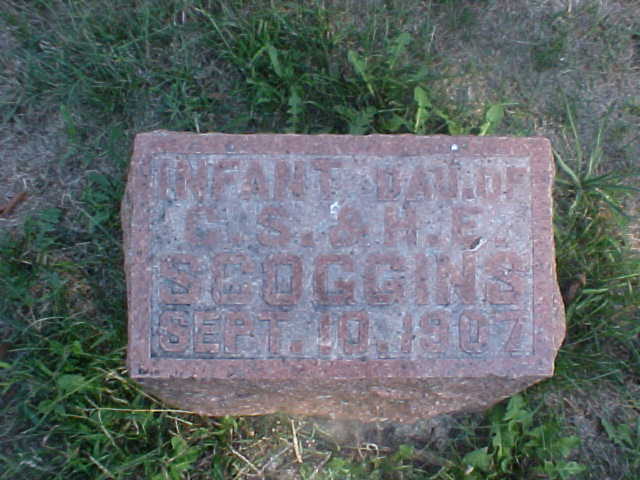 INFANT DAU.OF
C.S. & H.E.
SCOGGINS
SEPT. 10, 1907